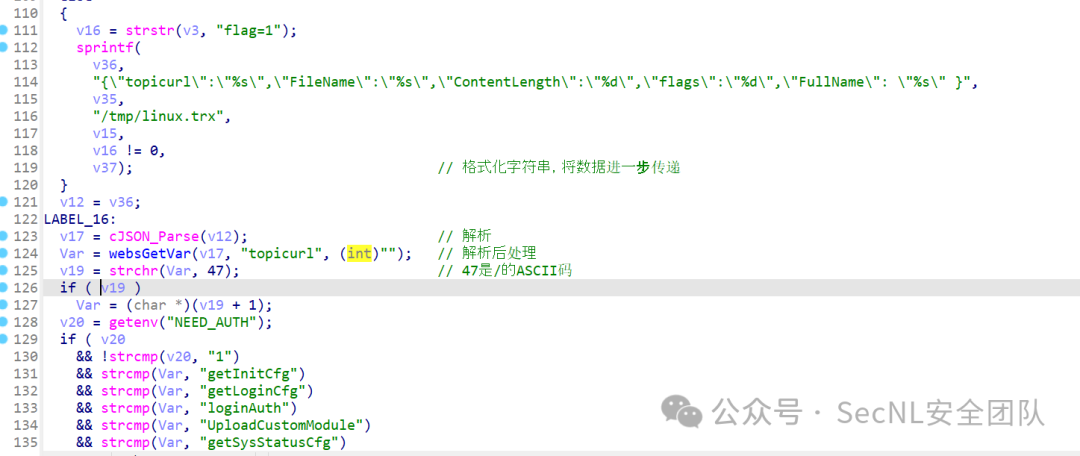 110 {
111 v16 = strstr(v3, "flag=1");
112 sprintf(
113 v36,
114 "{\"topicurl\":\"%s\",\"FileName\":\"%s\",\"ContentLength\":\"%d\",\"flags\":\"%d\",\"FullName\": \"%s\" }",
115 v35,
116 "/tmp/linux.trx",
117 v15,
118 v16 != 0,
119 v37); // 格式化字符串，将数据进一步传递
120 }
121 v12 = v36;
122 LABEL_16:
123 v17 = cJSON_Parse(v12); // 解析
124 Var = websGetVar(v17, "topicurl", (int)""); // 解析后处理
125 v19 = strchr(Var, 47); // 47是/的ASCII码
126 if ( v19 )
127 Var = (char *)(v19 + 1);
128 v20 = getenv("NEED_AUTH");
129 if ( v20
130 && !strcmp(v20, "1")
131 && strcmp(Var, "getInitCfg")
132 && strcmp(Var, "getLoginCfg")
133 && strcmp(Var, "loginAuth")
134 && strcmp(Var, "UploadCustomModule")
135 && strcmp(Var, "getSysStatusCfg")
公众号 · SecNL安全团队